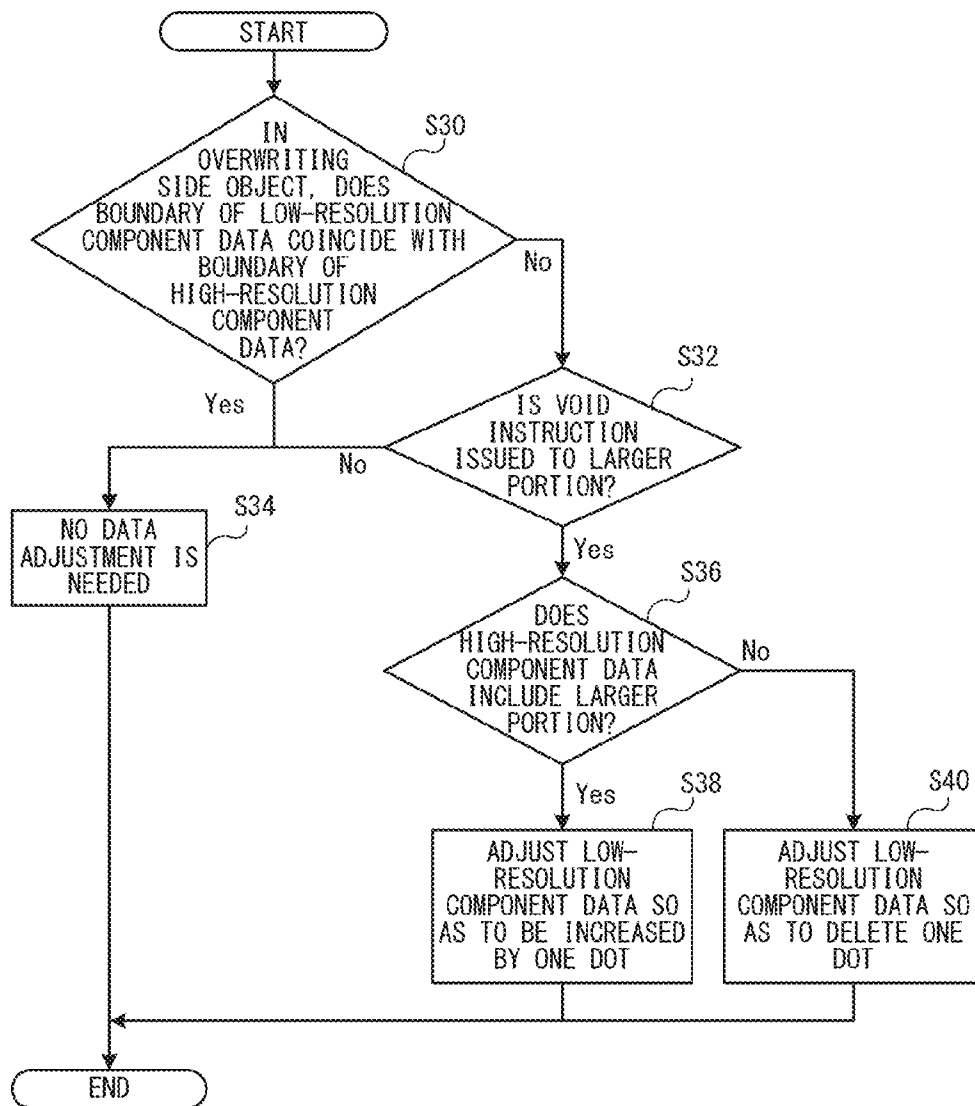 START
S30
IN
OVERWRITING
SIDE OBJECT, DOES
BOUNDARY OF LOW-RESOLUTION
COMPONENT DATA COINCIDE WITH
BOUNDARY OF
HIGH-RESOLUTION
COMPONENT
DATA?
No
Yes
S32
IS VOID
INSTRUCTION
ISSUED TO LARGER
PORTION?
No
Yes
S34
NO DATA
ADJUSTMENT IS
NEEDED
S36
DOES
HIGH-RESOLUTION
COMPONENT DATA
INCLUDE LARGER
PORTION?
No
Yes
S38
ADJUST LOW-
RESOLUTION
COMPONENT DATA SO
AS TO BE INCREASED
BY ONE DOT
S40
ADJUST LOW-
RESOLUTION
COMPONENT DATA SO
AS TO DELETE ONE
DOT
END